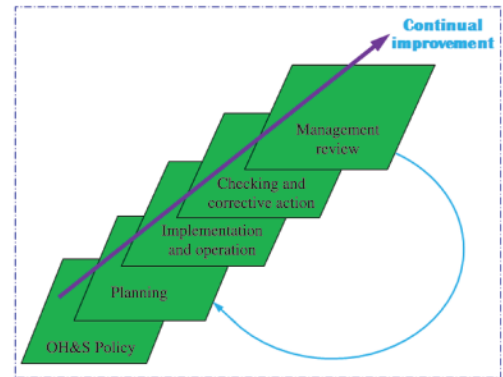 Continual
improvement
Management
review
Checking and
corrective action
Implementation
and operation
Planning
OH&S Policy